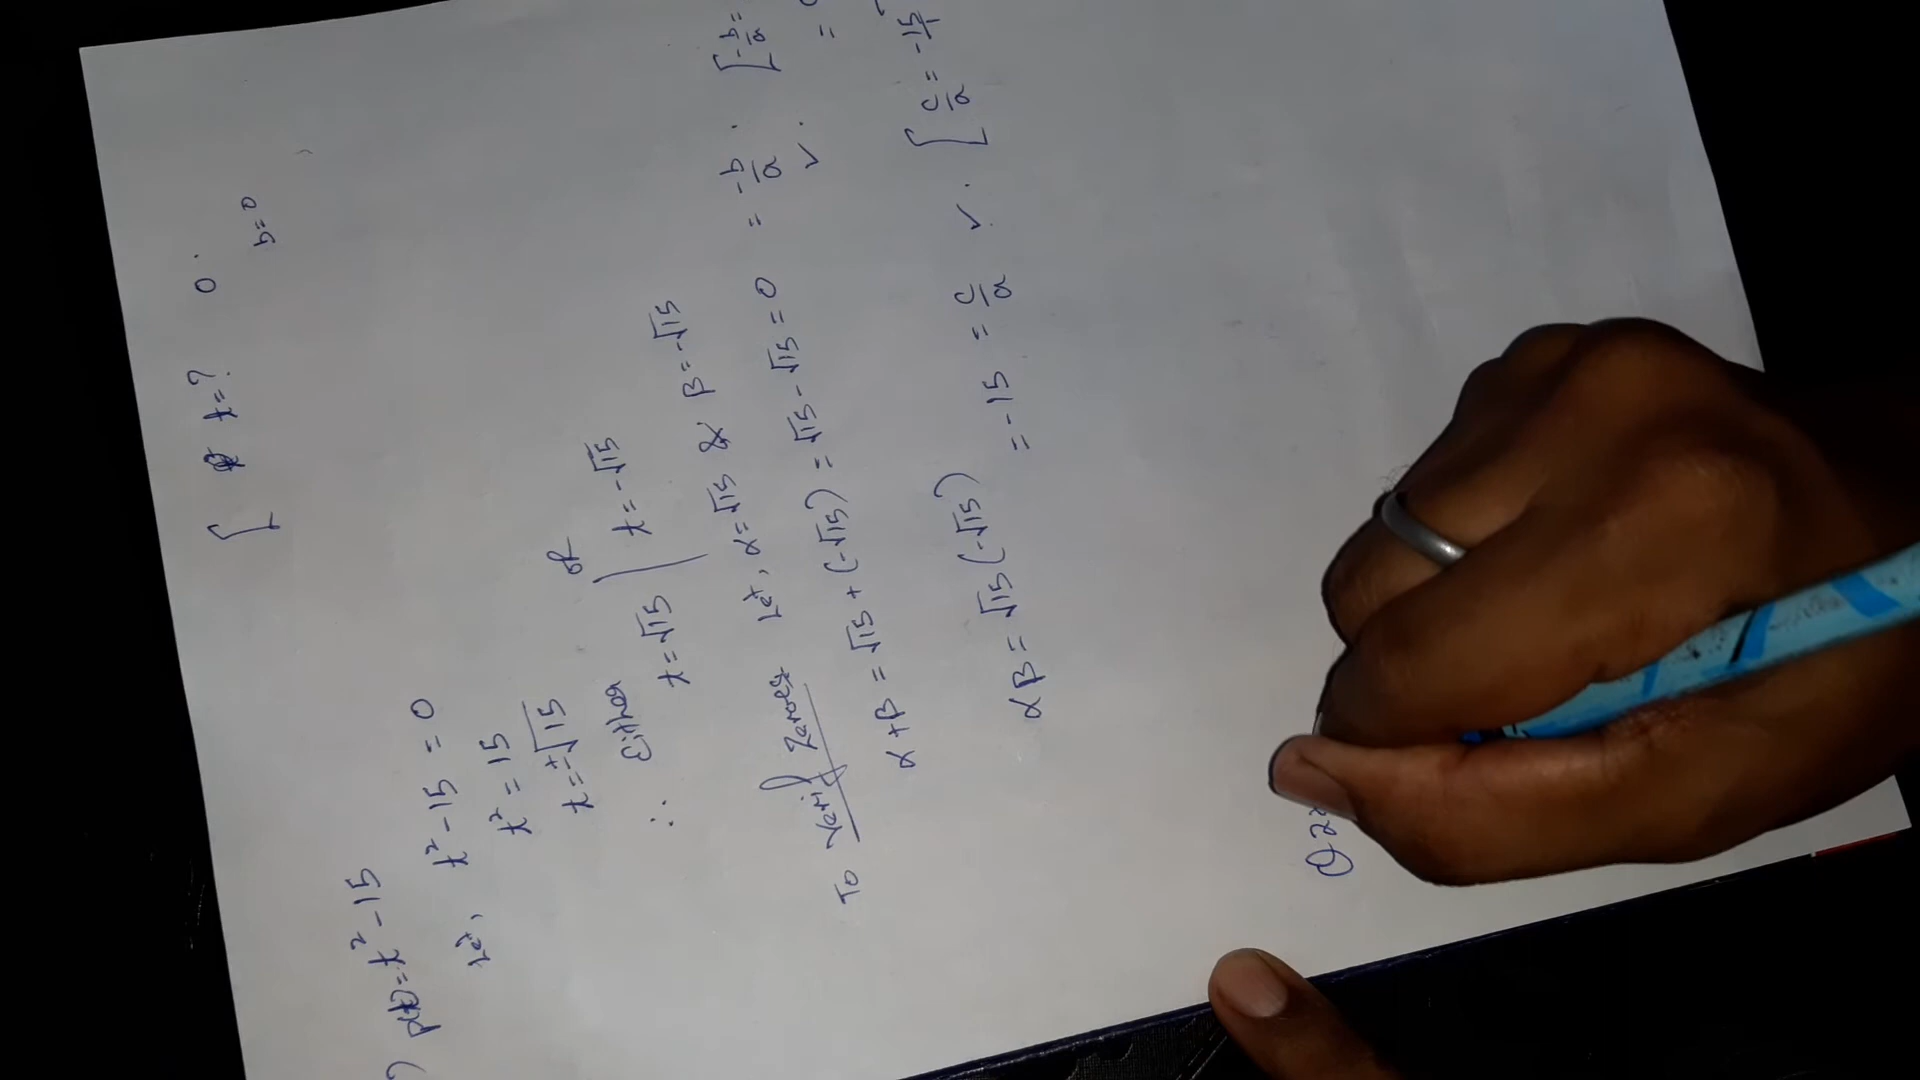 [ t=? 0.
b=0
) p(t)=t²-15
Let, t²-15 = 0
t² = 15
t=±√15
∴ Either t=√15 or t=-√15
To verify zeroes Let, α=√15 & β=-√15
α+β = √15+(-√15) = √15-√15=0 = -b/a . [-b/a =
✓. =
αβ = √15(-√15) = -15 = c/a ✓. [c/a = -15/1
Q.2